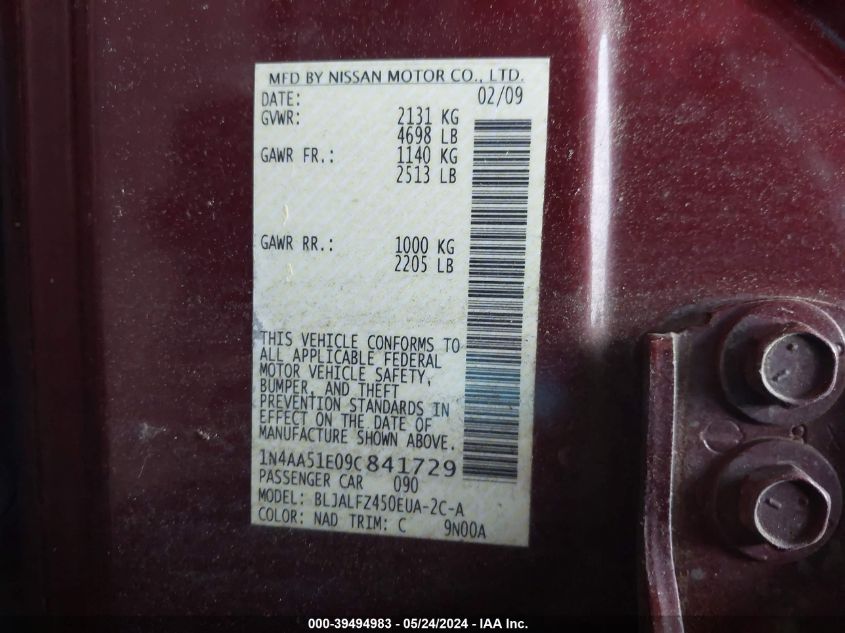 MFD BY NISSAN MOTOR CO., LTD.
DATE: 02/09
GVWR: 2131 KG
4698 LB
GAWR FR.: 1140 KG
2513 LB
GAWR RR.: 1000 KG
2205 LB
THIS VEHICLE CONFORMS TO
ALL APPLICABLE FEDERAL
MOTOR VEHICLE SAFETY,
BUMPER, AND THEFT
PREVENTION STANDARDS IN
EFFECT ON THE DATE OF
MANUFACTURE SHOWN ABOVE.
1N4AA51E09C841729
PASSENGER CAR 090
MODEL: BLJALFZ450EUA-2C-A
COLOR: NAD TRIM: C 9N00A
000-39494983 - 05/24/2024 - IAA Inc.